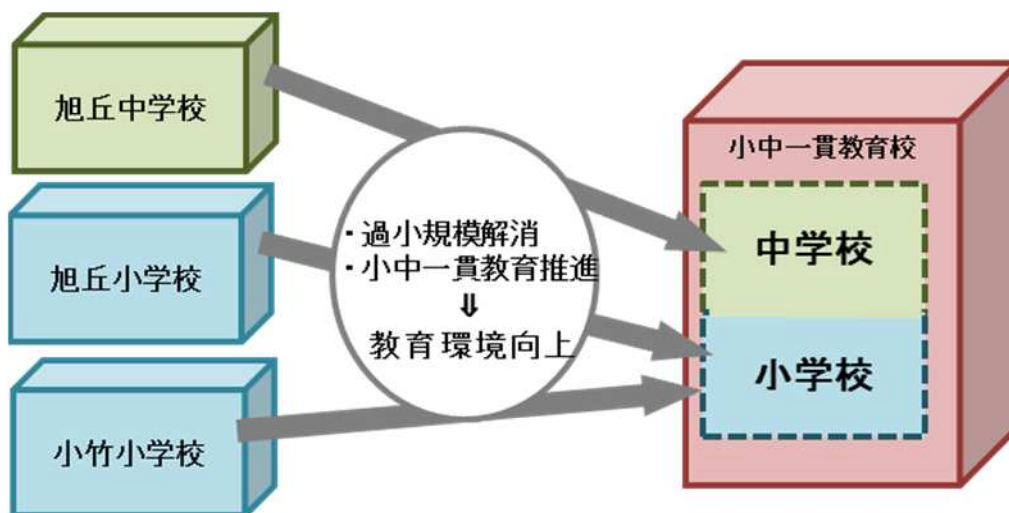 旭丘中学校
旭丘小学校
小竹小学校
・過小規模解消
・小中一貫教育推進
⇓
教育環境向上
小中一貫教育校
中学校
小学校